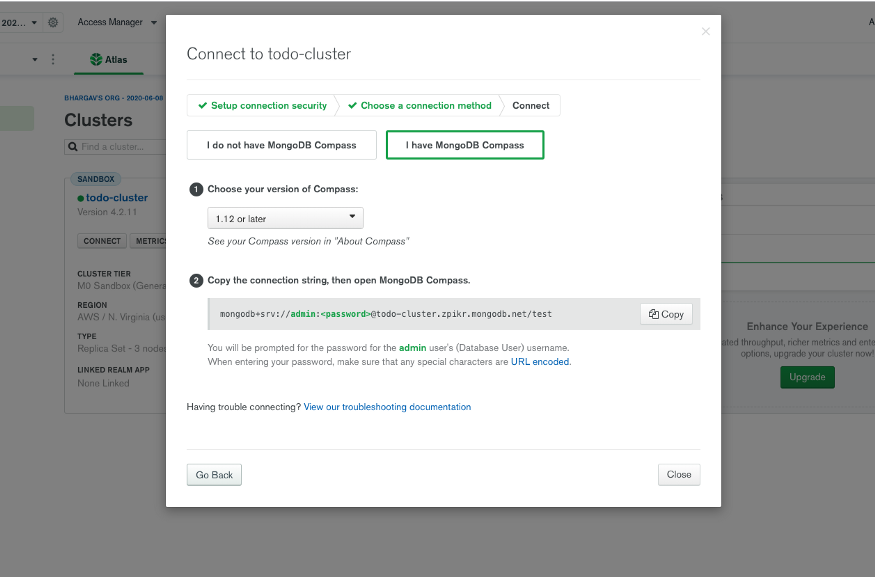 202...
Access Manager
A
Atlas
BHARGAV'S ORG - 2020-06-08
Clusters
Find a cluster...
SANDBOX
todo-cluster
Version 4.2.11
CONNECT
METRICS
CLUSTER TIER
M0 Sandbox (Genera
REGION
AWS / N. Virginia (us
TYPE
Replica Set - 3 nodes
LINKED REALM APP
None Linked
×
Connect to todo-cluster
Setup connection security
Choose a connection method
Connect
I do not have MongoDB Compass
I have MongoDB Compass
1 Choose your version of Compass:
1.12 or later
See your Compass version in "About Compass"
2 Copy the connection string, then open MongoDB Compass.
mongodb+srv://admin:<password>@todo-cluster.zpikr.mongodb.net/test
Copy
You will be prompted for the password for the admin user's (Database User) username.
When entering your password, make sure that any special characters are URL encoded.
Having trouble connecting? View our troubleshooting documentation
Go Back
Close
Enhance Your Experience
ated throughput, richer metrics and ente
options, upgrade your cluster now!
Upgrade